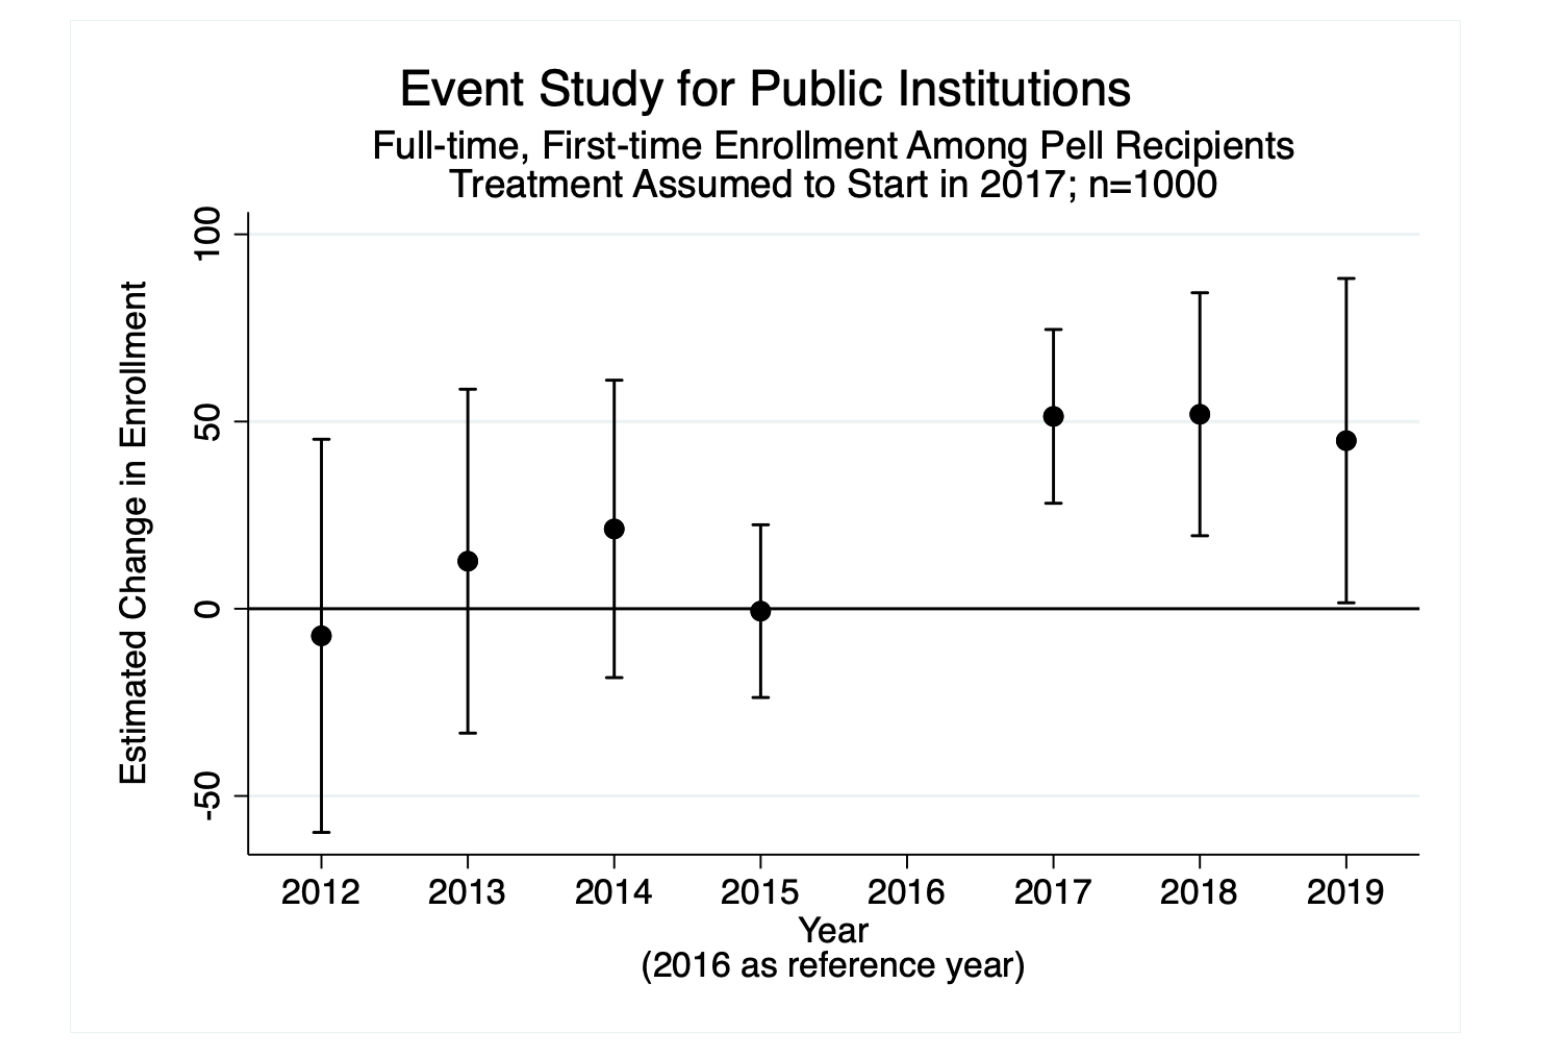 Event Study for Public Institutions
Full-time, First-time Enrollment Among Pell Recipients
Treatment Assumed to Start in 2017; n=1000
Estimated Change in Enrollment
100
50
0
-50
2012 2013 2014 2015 2016 2017 2018 2019
Year
(2016 as reference year)